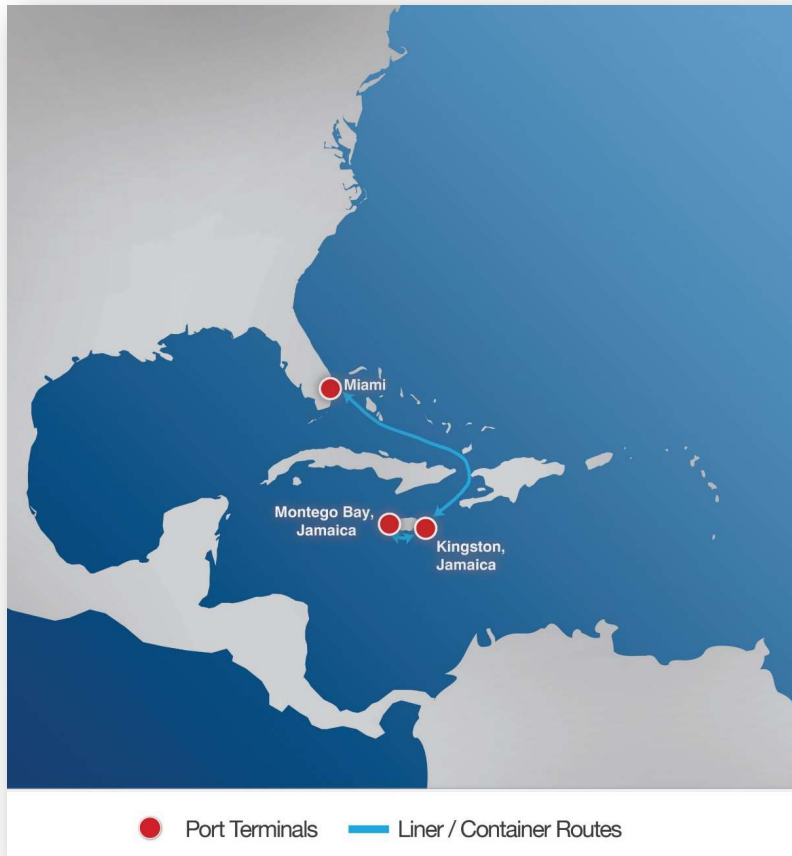 Miami
Montego Bay,
Jamaica
Kingston,
Jamaica
Port Terminals
Liner / Container Routes